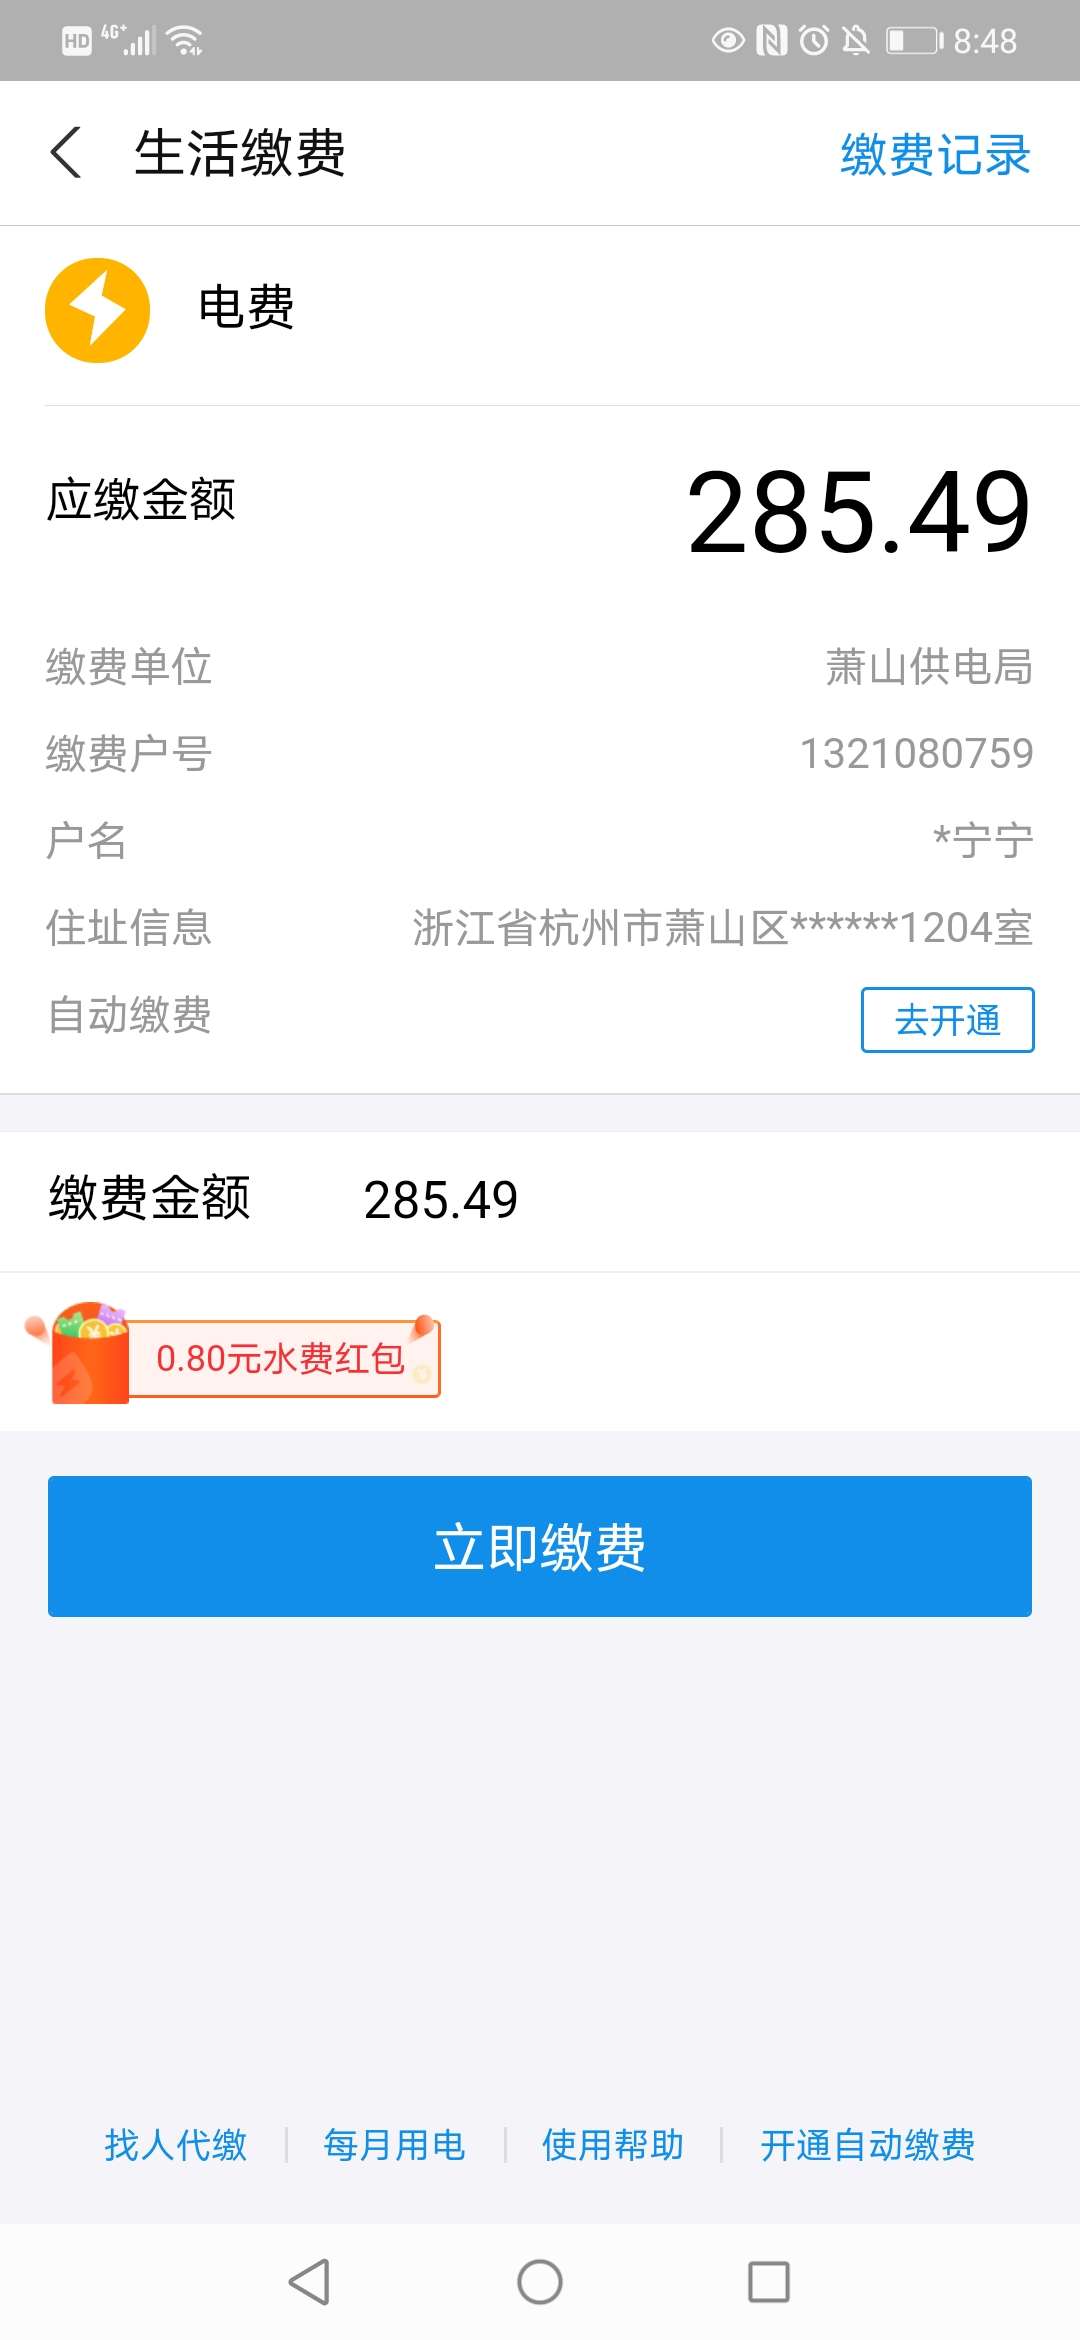 HD 4G+ 8:48
生活缴费 缴费记录
电费
应缴金额 285.49
缴费单位 萧山供电局
缴费户号 1321080759
户名 *宁宁
住址信息 浙江省杭州市萧山区******1204室
自动缴费 去开通
缴费金额 285.49
0.80元水费红包
立即缴费
找人代缴 每月用电 使用帮助 开通自动缴费